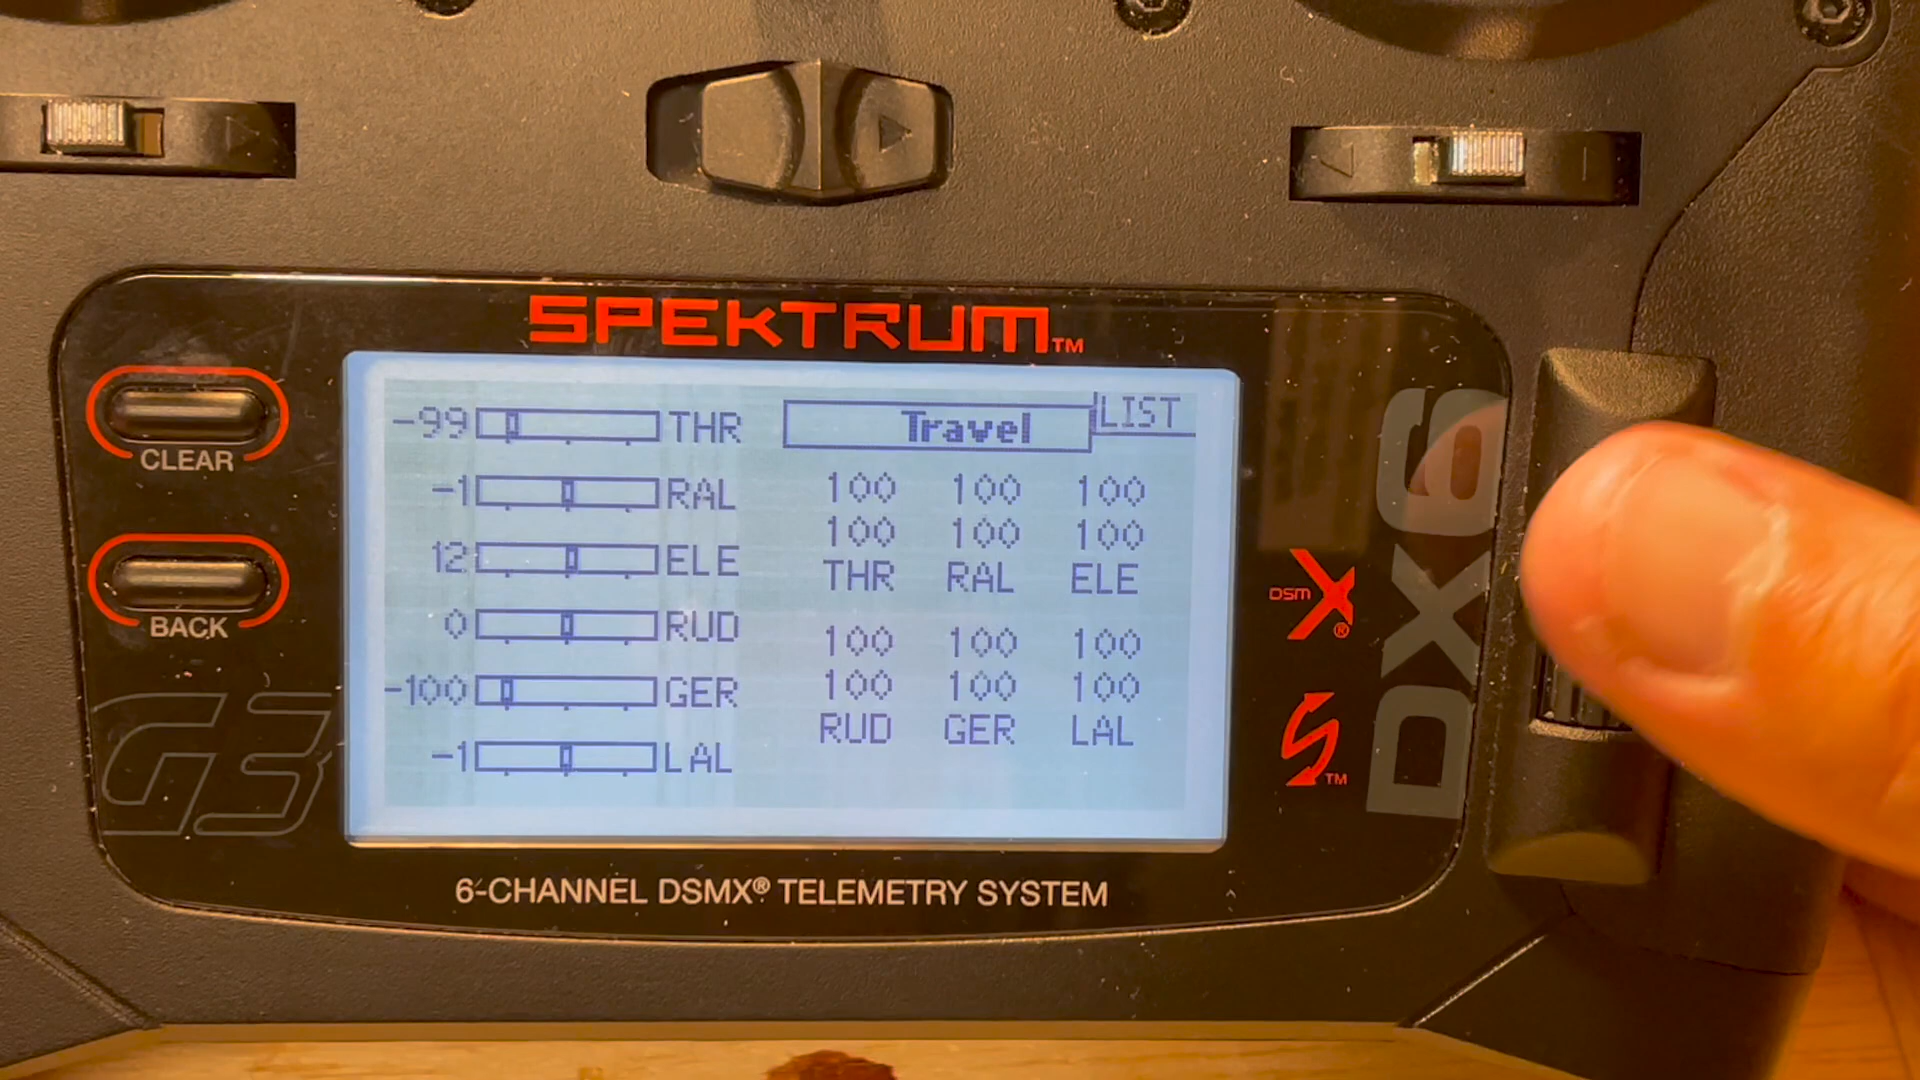 SPEKTRUM™
CLEAR
BACK
G3
-99 THR
-1 RAL
12 ELE
0 RUD
-100 GER
-1 LAL
Travel
LIST
100 100 100
100 100 100
THR RAL ELE
100 100 100
100 100 100
RUD GER LAL
DSMX®
™
DX6
6-CHANNEL DSMX® TELEMETRY SYSTEM